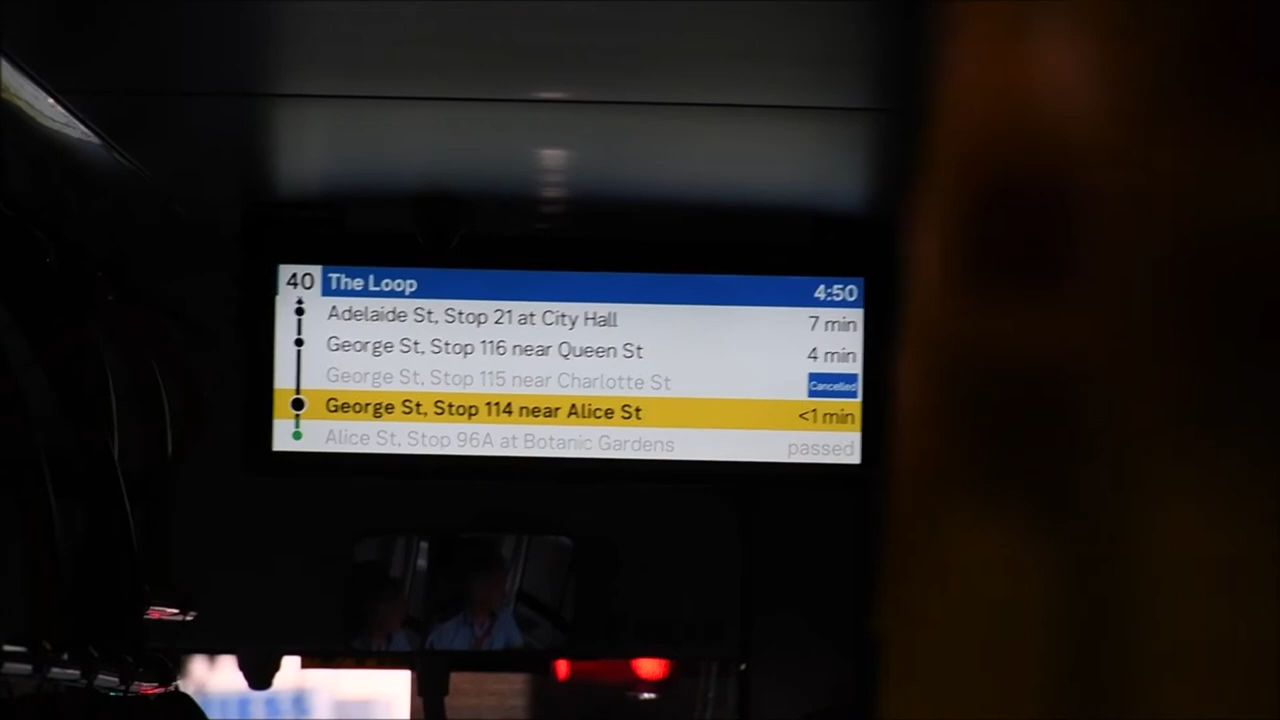 40 The Loop 4:50
Adelaide St, Stop 21 at City Hall 7 min
George St, Stop 116 near Queen St 4 min
George St, Stop 115 near Charlotte St Cancelled
George St, Stop 114 near Alice St <1 min
Alice St, Stop 96A at Botanic Gardens passed